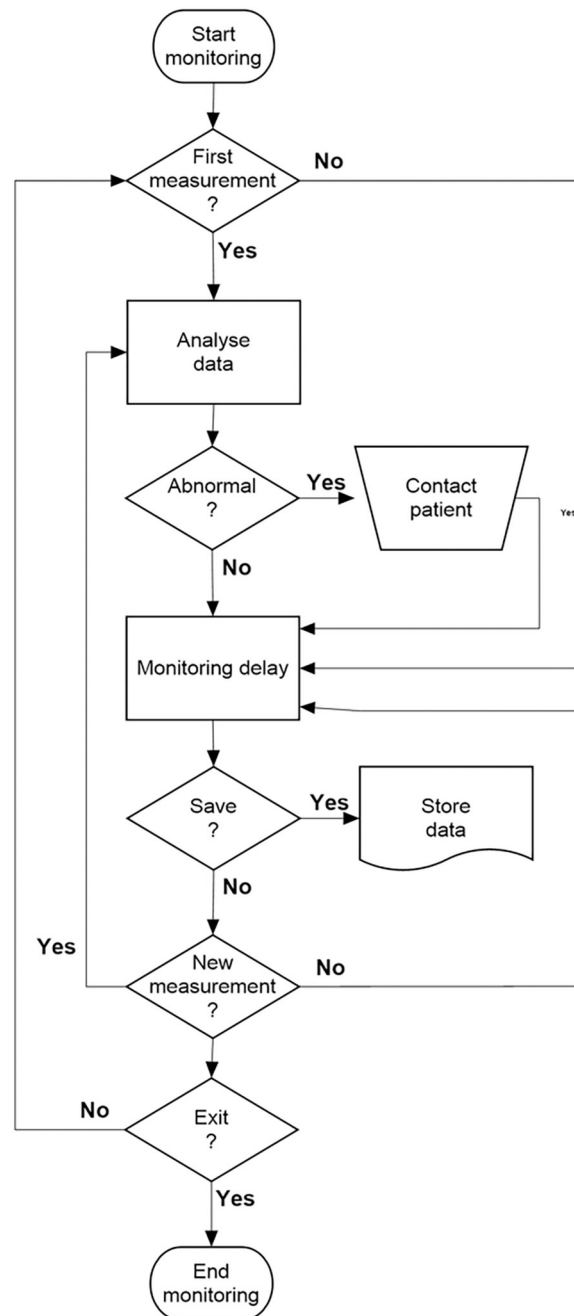 Start
monitoring
First
measurement
?
No
Yes
Analyse
data
Abnormal
?
Yes
Contact
patient
Yes
No
Monitoring delay
Save
?
Yes
Store
data
No
Yes
New
measurement
?
No
No
Exit
?
Yes
End
monitoring